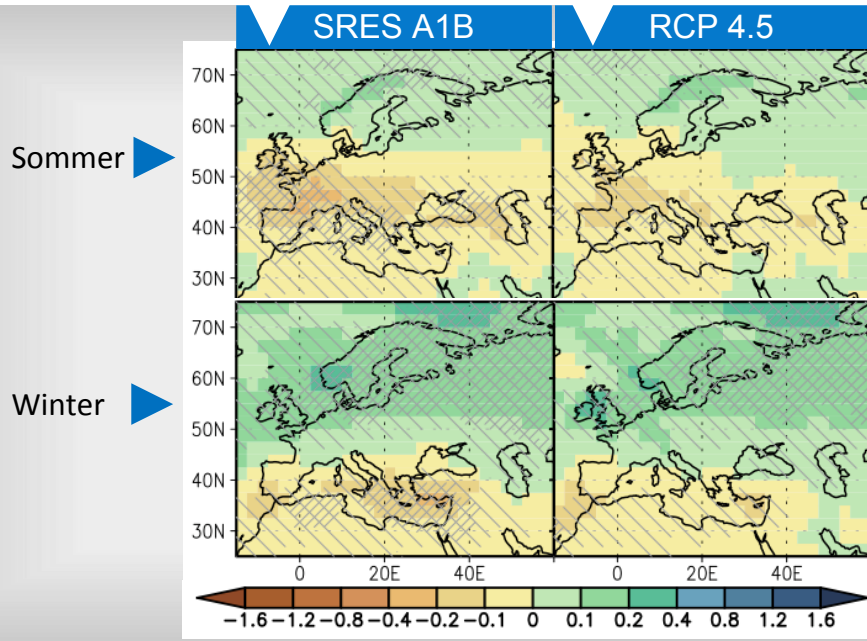 SRES A1B
RCP 4.5
Sommer
70N
60N
50N
40N
30N
Winter
70N
60N
50N
40N
30N
0 20E 40E 0 20E 40E
-1.6 -1.2 -0.8 -0.4 -0.2 -0.1 0 0.1 0.2 0.4 0.8 1.2 1.6